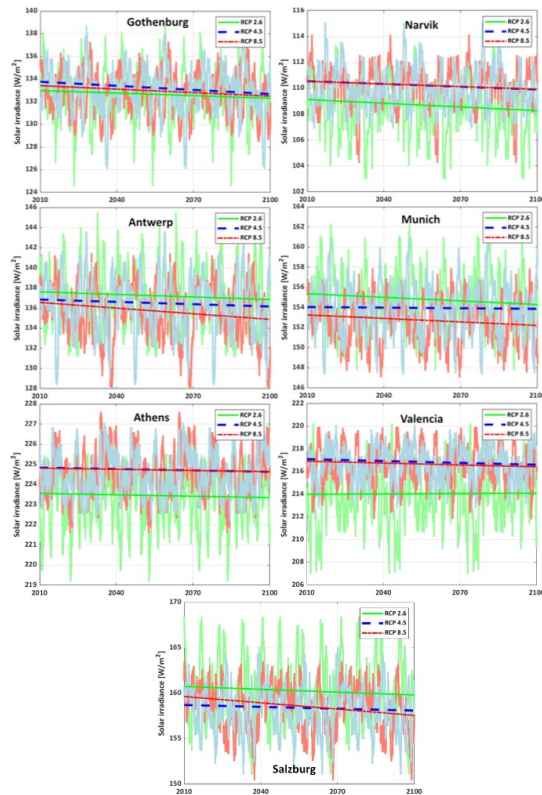 Gothenburg
Solar irradiance [W/m²]
140
138
136
134
132
130
128
126
124
2010
2040
2070
2100
RCP 2.6
RCP 4.5
RCP 8.5
Narvik
Solar irradiance [W/m²]
116
114
112
110
108
106
104
102
2010
2040
2070
2100
RCP 2.6
RCP 4.5
RCP 8.5
Antwerp
Solar irradiance [W/m²]
146
144
142
140
138
136
134
132
130
128
2010
2040
2070
2100
RCP 2.6
RCP 4.5
RCP 8.5
Munich
Solar irradiance [W/m²]
164
162
160
158
156
154
152
150
148
146
2010
2040
2070
2100
RCP 2.6
RCP 4.5
RCP 8.5
Athens
Solar irradiance [W/m²]
228
227
226
225
224
223
222
221
220
219
2010
2040
2070
2100
RCP 2.6
RCP 4.5
RCP 8.5
Valencia
Solar irradiance [W/m²]
222
220
218
216
214
212
210
208
206
2010
2040
2070
2100
RCP 2.6
RCP 4.5
RCP 8.5
Salzburg
Solar irradiance [W/m²]
170
165
160
155
150
2010
2040
2070
2100
RCP 2.6
RCP 4.5
RCP 8.5